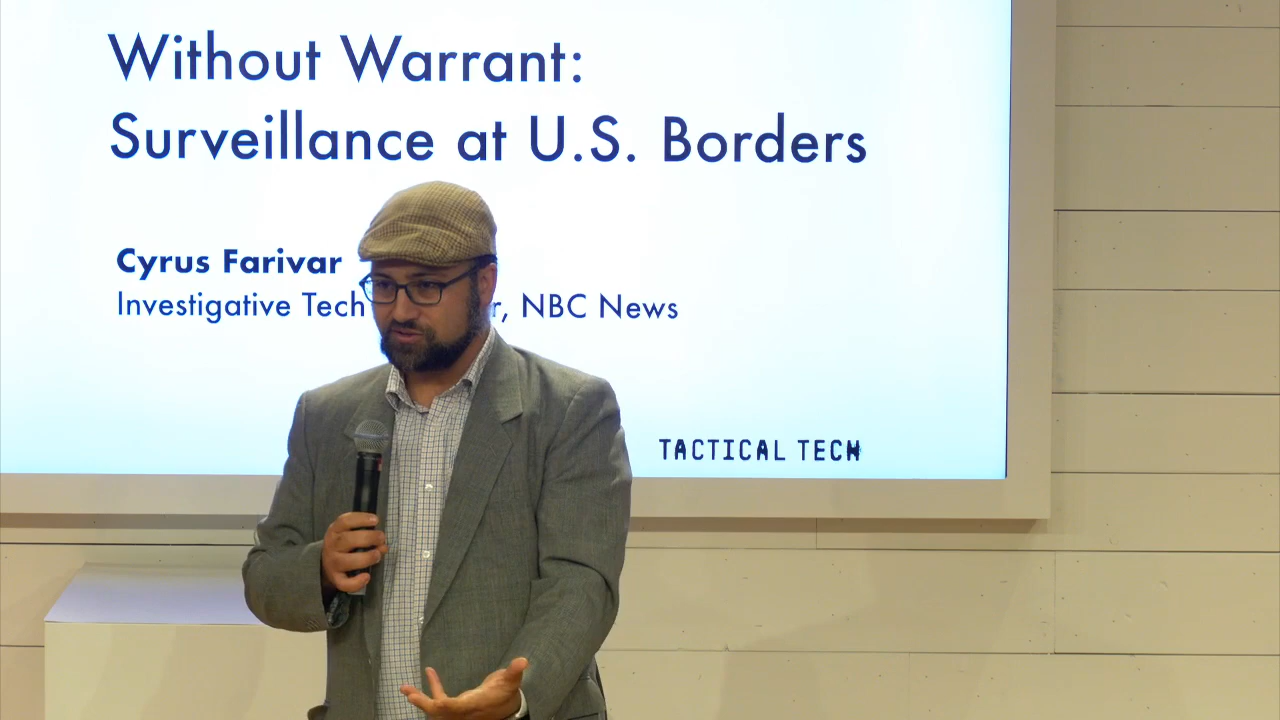 Without Warrant:
Surveillance at U.S. Borders
Cyrus Farivar
Investigative Tech r, NBC News
TACTICAL TECH